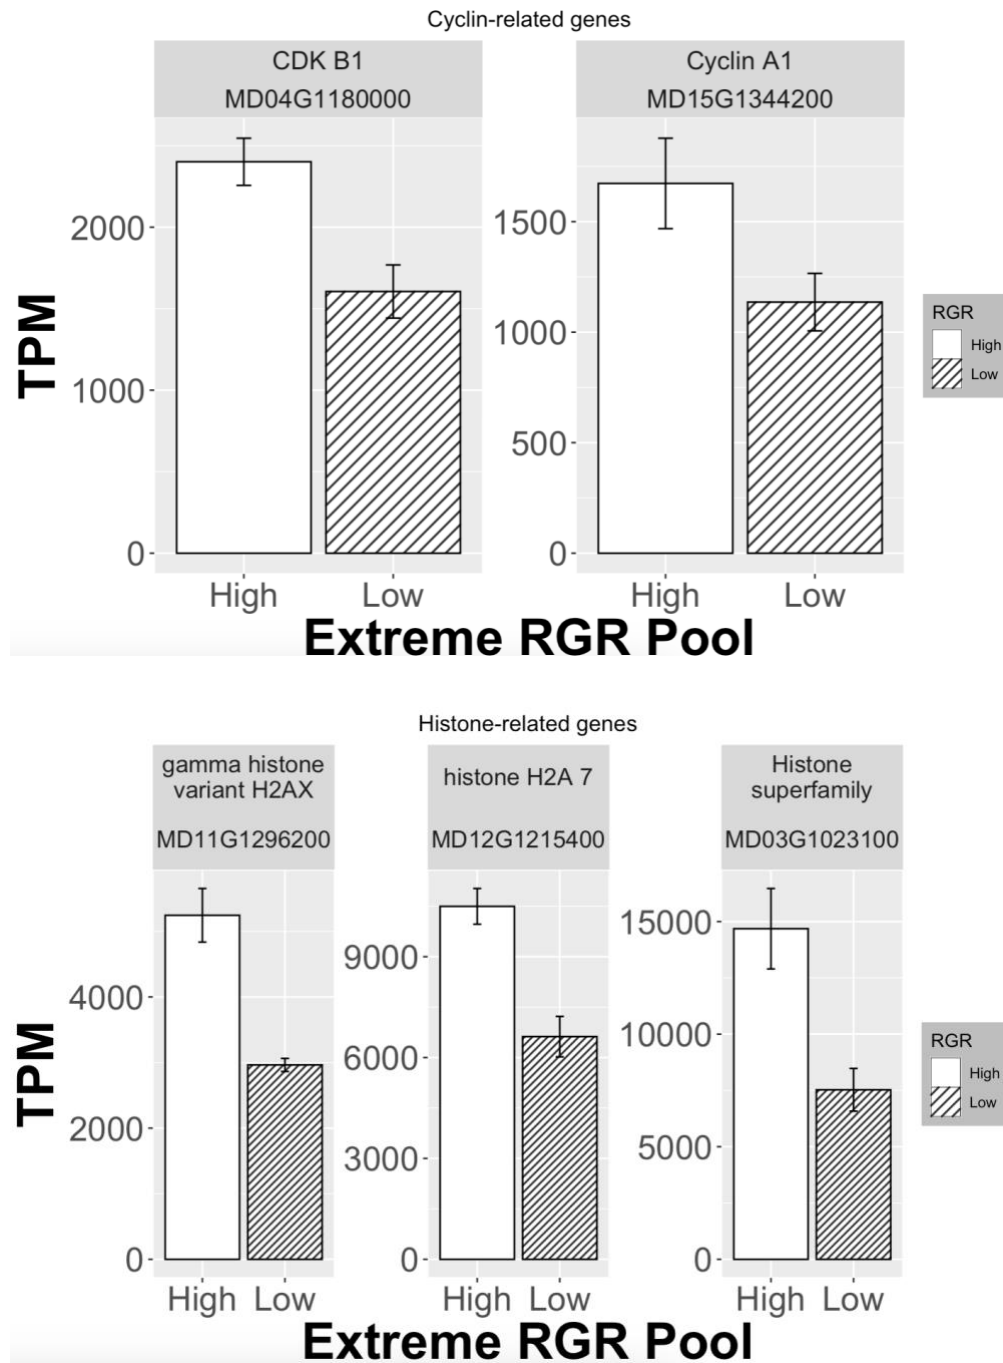 Cyclin-related genes
CDK B1
MD04G1180000
Cyclin A1
MD15G1344200
TPM
2000
1000
0
1500
1000
500
0
High Low
High Low
Extreme RGR Pool
RGR
High
Low
Histone-related genes
gamma histone
variant H2AX
MD11G1296200
histone H2A 7
MD12G1215400
Histone
superfamily
MD03G1023100
TPM
4000
2000
0
9000
6000
3000
0
15000
10000
5000
0
High Low
High Low
High Low
Extreme RGR Pool
RGR
High
Low